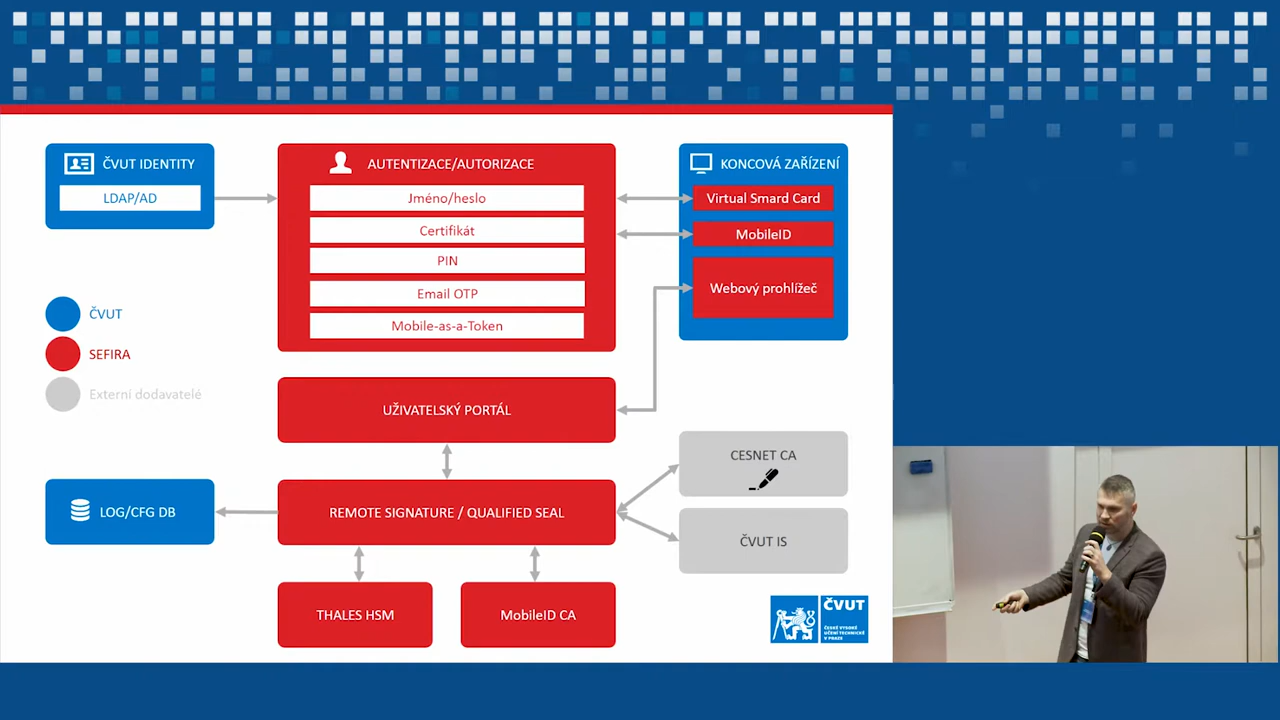 ČVUT IDENTITY
LDAP/AD
AUTENTIZACE/AUTORIZACE
Jméno/heslo
Certifikát
PIN
Email OTP
Mobile-as-a-Token
KONCOVÁ ZAŘÍZENÍ
Virtual Smard Card
MobileID
Webový prohlížeč
ČVUT
SEFIRA
Externí dodavatelé
UŽIVATELSKÝ PORTÁL
LOG/CFG DB
REMOTE SIGNATURE / QUALIFIED SEAL
CESNET CA
ČVUT IS
THALES HSM
MobileID CA
ČVUT
ČESKÉ VYSOKÉ
UČENÍ TECHNICKÉ
V PRAZE